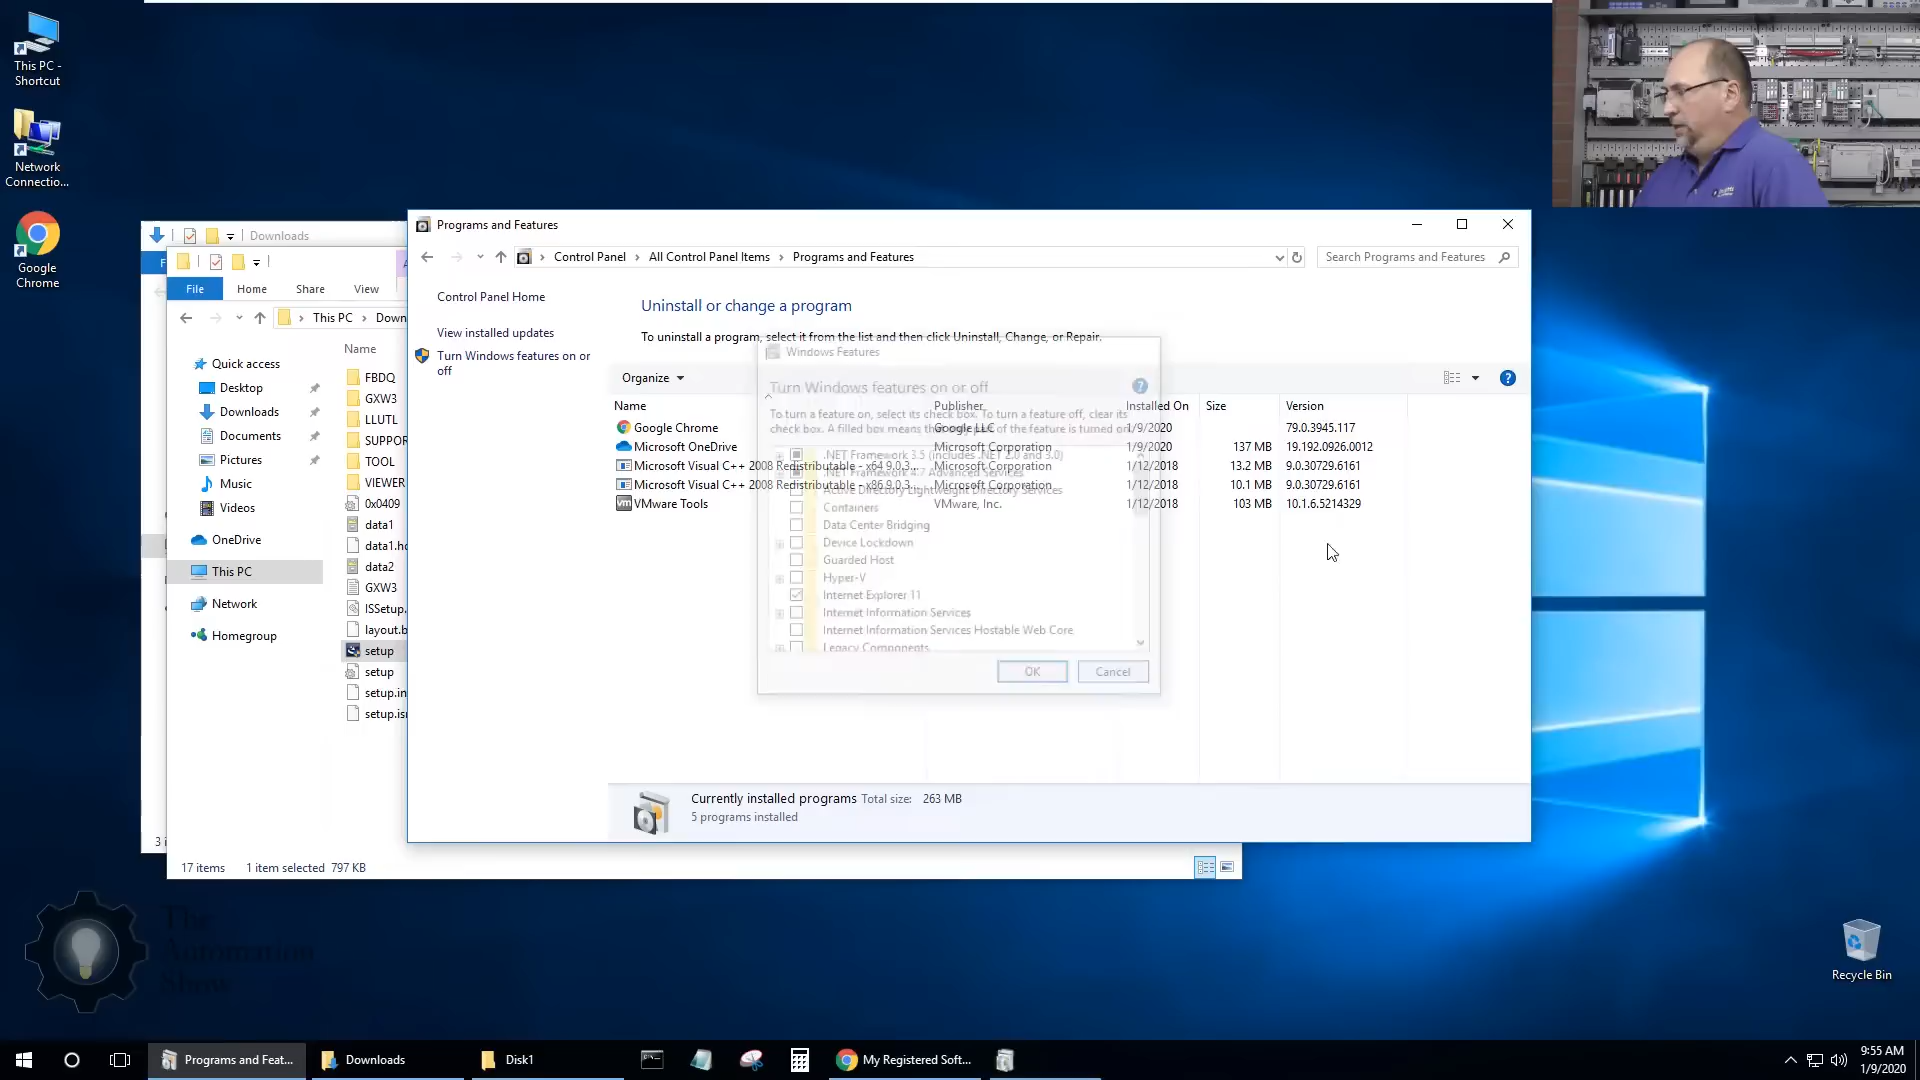 This PC -
Shortcut
Network
Connectio...
Google
Chrome
Downloads
File
Home
Share
View
This PC
Down
Name
Quick access
Desktop
Downloads
Documents
Pictures
Music
Videos
OneDrive
This PC
Network
Homegroup
FBDQ
GXW3
LLUTL
SUPPOR
TOOL
VIEWER
0x0409
data1
data1.h
data2
GXW3
ISSetup.
layout.b
setup
setup
setup.in
setup.is
17 items
1 item selected 797 KB
Programs and Features
Control Panel
All Control Panel Items
Programs and Features
Search Programs and Features
Control Panel Home
View installed updates
Turn Windows features on or
off
Uninstall or change a program
To uninstall a program, select it from the list and then click Uninstall, Change, or Repair.
Organize
Name Publisher Installed On Size Version
Google Chrome Google LLC 1/9/2020 79.0.3945.117
Microsoft OneDrive Microsoft Corporation 1/9/2020 137 MB 19.192.0926.0012
Microsoft Visual C++ 2008 Redistributable - x64 9.0.3... Microsoft Corporation 1/12/2018 13.2 MB 9.0.30729.6161
Microsoft Visual C++ 2008 Redistributable - x86 9.0.3... Microsoft Corporation 1/12/2018 10.1 MB 9.0.30729.6161
VMware Tools VMware, Inc. 1/12/2018 103 MB 10.1.6.5214329
Windows Features
Turn Windows features on or off
To turn a feature on, select its check box. To turn a feature off, clear its
check box. A filled box means that only part of the feature is turned on.
.NET Framework 3.5 (includes .NET 2.0 and 3.0)
.NET Framework 4.7 Advanced Services
Active Directory Lightweight Directory Services
Containers
Data Center Bridging
Device Lockdown
Guarded Host
Hyper-V
Internet Explorer 11
Internet Information Services
Internet Information Services Hostable Web Core
Legacy Components
OK
Cancel
Currently installed programs Total size: 263 MB
5 programs installed
The
Automation
Show
Recycle Bin
Programs and Feat...
Downloads
Disk1
My Registered Soft...
9:55 AM
1/9/2020